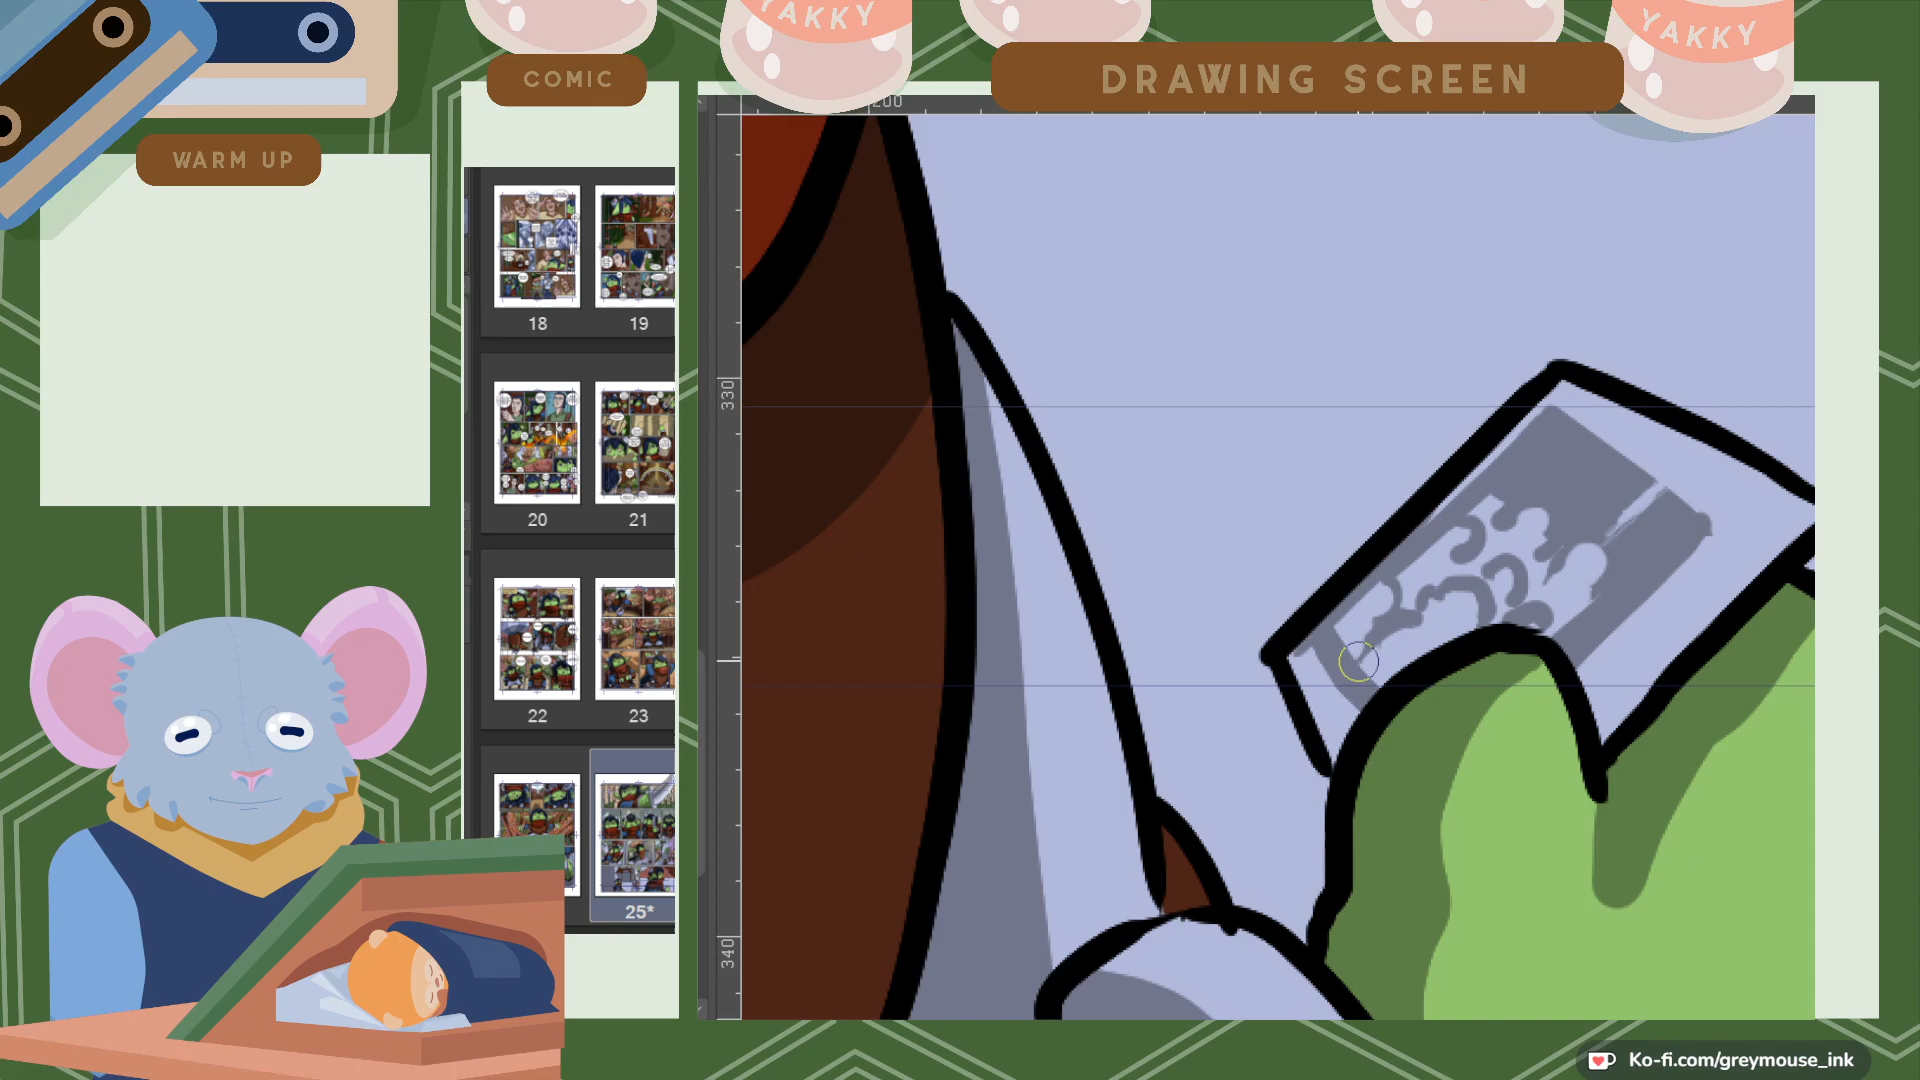 YAKKY
YAKKY
COMIC
DRAWING SCREEN
WARM UP
200
18
19
20
21
22
23
25*
330
340
Ko-fi.com/greymouse_ink